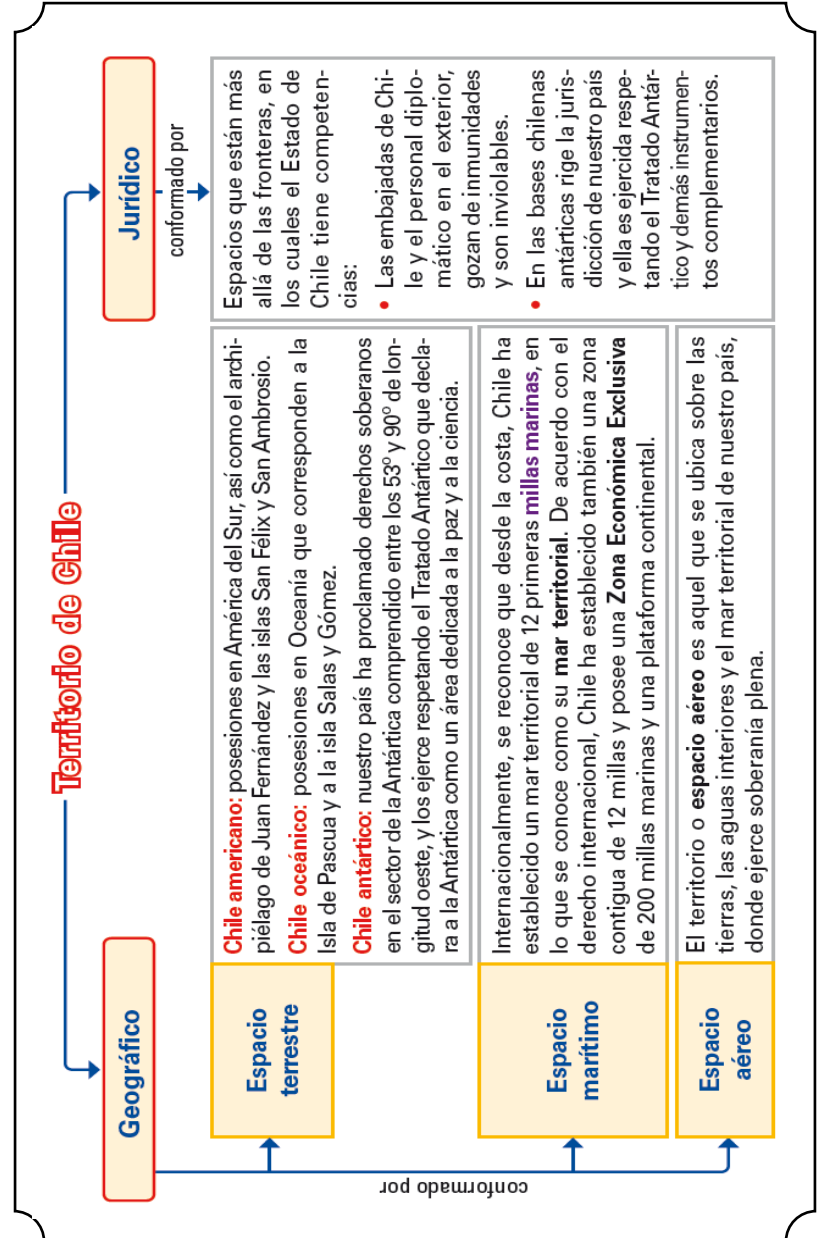 Territorio de Chile
Geográfico
conformado por
Espacio
terrestre
Chile americano: posesiones en América del Sur, así como el archi-
piélago de Juan Fernández y las islas San Félix y San Ambrosio.
Chile oceánico: posesiones en Oceanía que corresponden a la
Isla de Pascua y a la isla Salas y Gómez.
Chile antártico: nuestro país ha proclamado derechos soberanos
en el sector de la Antártica comprendido entre los 53º y 90º de lon-
gitud oeste, y los ejerce respetando el Tratado Antártico que decla-
ra a la Antártica como un área dedicada a la paz y a la ciencia.
Espacio
marítimo
Internacionalmente, se reconoce que desde la costa, Chile ha
establecido un mar territorial de 12 primeras millas marinas, en
lo que se conoce como su mar territorial. De acuerdo con el
derecho internacional, Chile ha establecido también una zona
contigua de 12 millas y posee una Zona Económica Exclusiva
de 200 millas marinas y una plataforma continental.
Espacio
aéreo
El territorio o espacio aéreo es aquel que se ubica sobre las
tierras, las aguas interiores y el mar territorial de nuestro país,
donde ejerce soberanía plena.
Jurídico
conformado por
Espacios que están más
allá de las fronteras, en
los cuales el Estado de
Chile tiene competen-
cias:
• Las embajadas de Chi-
le y el personal diplo-
mático en el exterior,
gozan de inmunidades
y son inviolables.
• En las bases chilenas
antárticas rige la juris-
dicción de nuestro país
y ella es ejercida respe-
tando el Tratado Antár-
tico y demás instrumen-
tos complementarios.